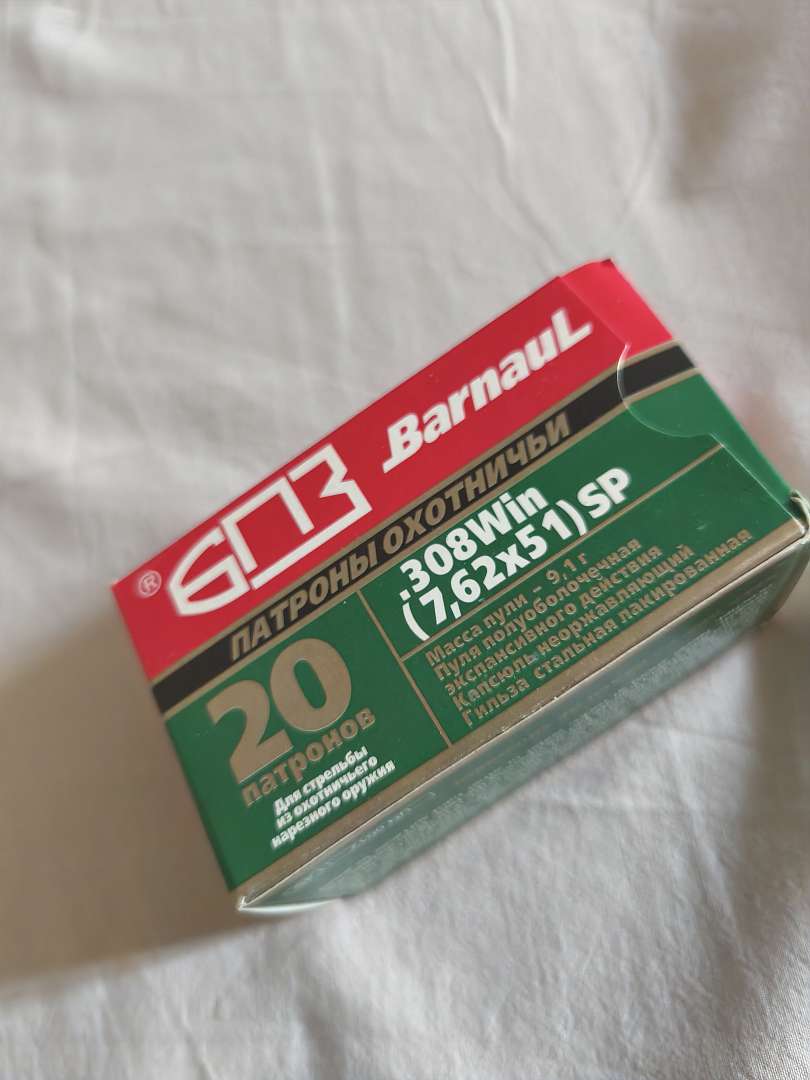 ® БПЗ Barnaul
ПАТРОНЫ ОХОТНИЧЬИ
20
патронов
Для стрельбы
из охотничьего
нарезного оружия
.308Win
(7,62x51) SP
Масса пули – 9,1 г
Пуля полуоболочечная
экспансивного действия
Капсюль неоржавляющий
Гильза стальная лакированная